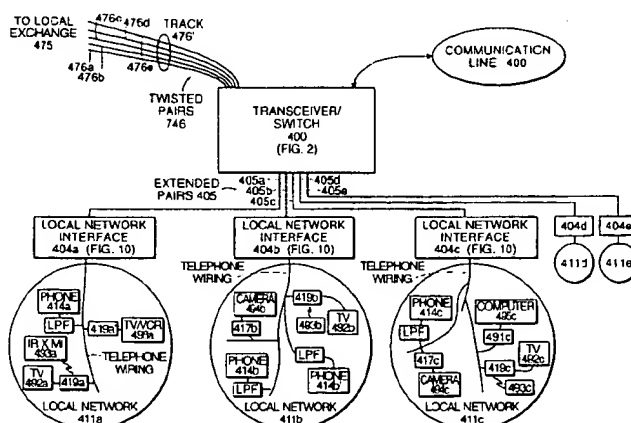 TO LOCAL
EXCHANGE
475
476c
476d
TRACK
476'
476a
476b
476e
TWISTED
PAIRS
746
COMMUNICATION
LINE 400
TRANSCEIVER/
SWITCH
400
(FIG. 2)
EXTENDED
PAIRS 405
405a
405b
405c
405d
405e
LOCAL NETWORK
INTERFACE
404a (FIG. 10)
LOCAL NETWORK
INTERFACE
404b (FIG. 10)
LOCAL NETWORK
INTERFACE
404c (FIG. 10)
404d
404e
411d
411e
TELEPHONE
WIRING
TELEPHONE
WIRING
PHONE
414a
LPF
419a
TV/VCR
498a
IR X MI
493a
TELEPHONE
WIRING
TV
492a
419a
LOCAL NETWORK
411a
CAMERA
494b
417b
419b
493b
TV
492b
PHONE
414b
LPF
LPF
PHONE
414b
LOCAL NETWORK
411b
PHONE
414c
LPF
417c
CAMERA
494c
COMPUTER
495c
491c
TV
492c
419c
493c
LOCAL NETWORK
411c